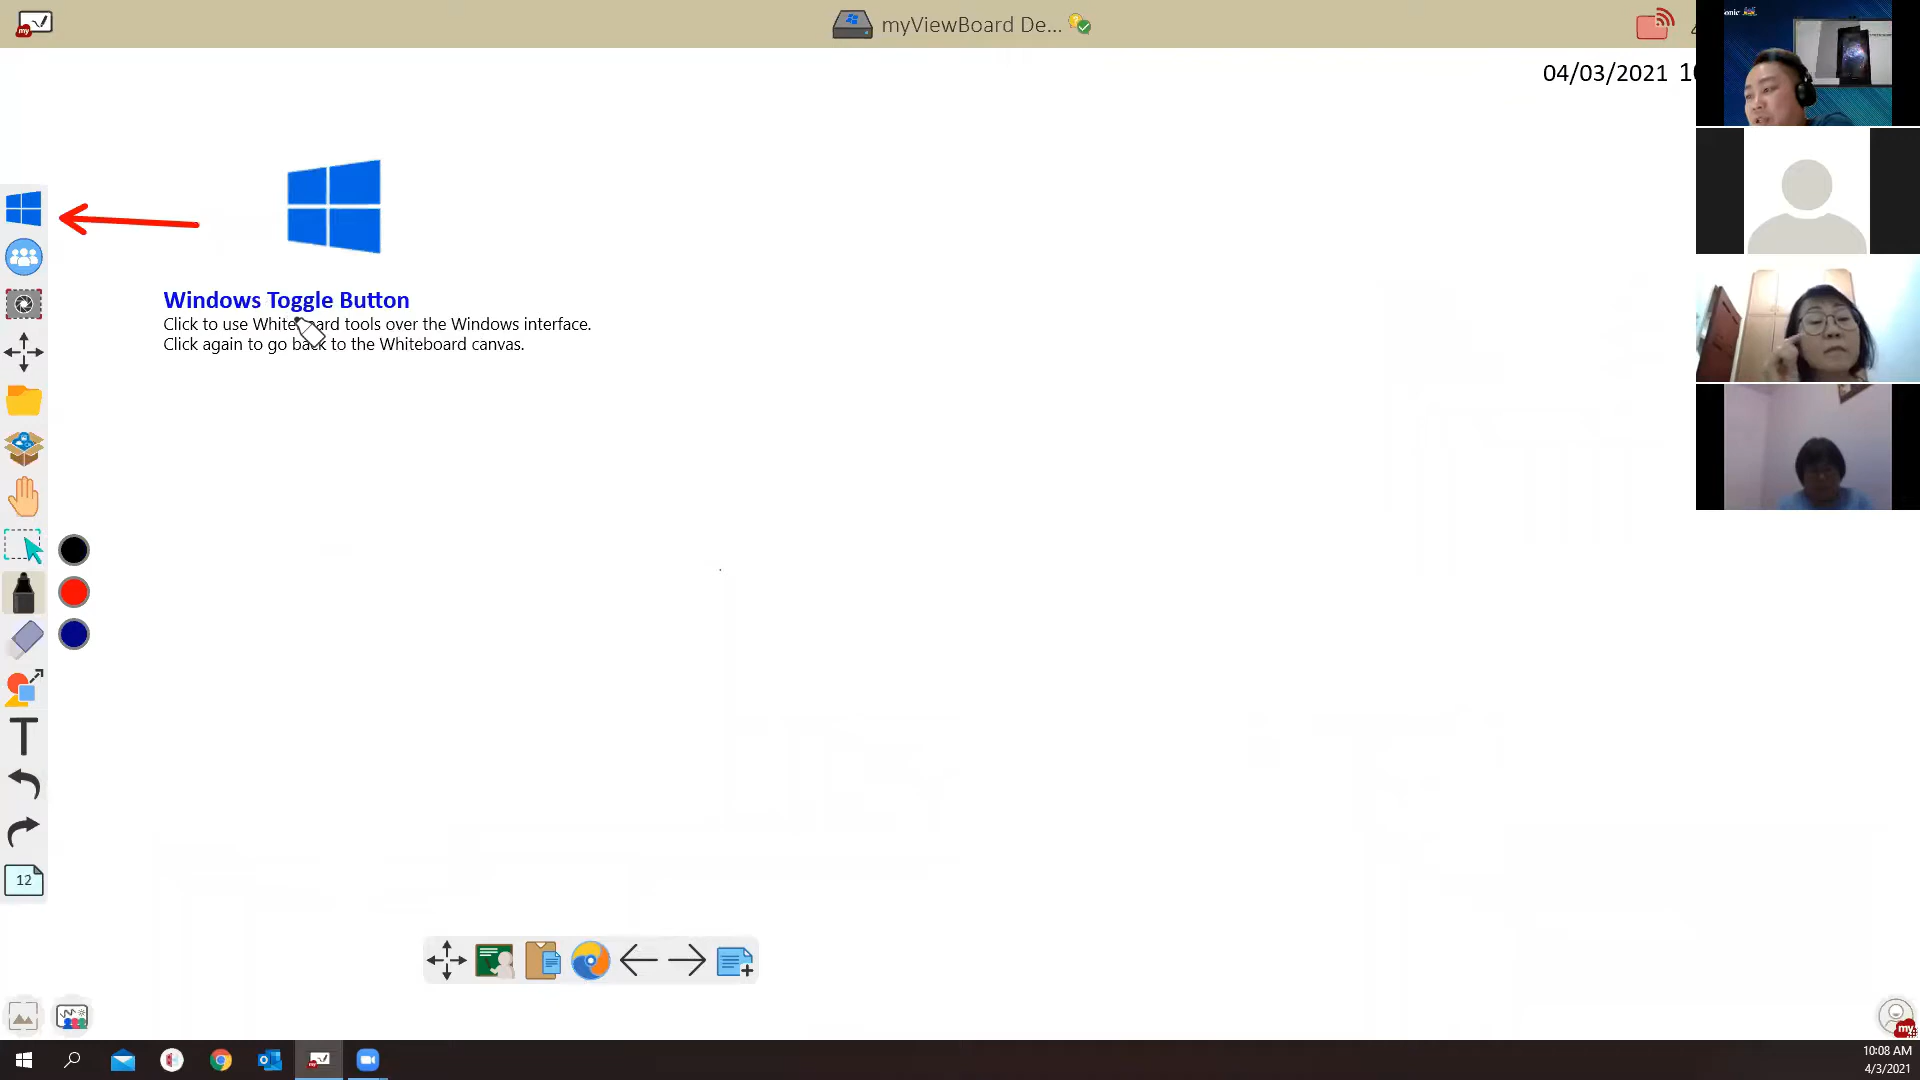 myViewBoard De...
04/03/2021
Windows Toggle Button
Click to use Whiteboard tools over the Windows interface.
Click again to go back to the Whiteboard canvas.
12
my
10:08 AM
4/3/2021